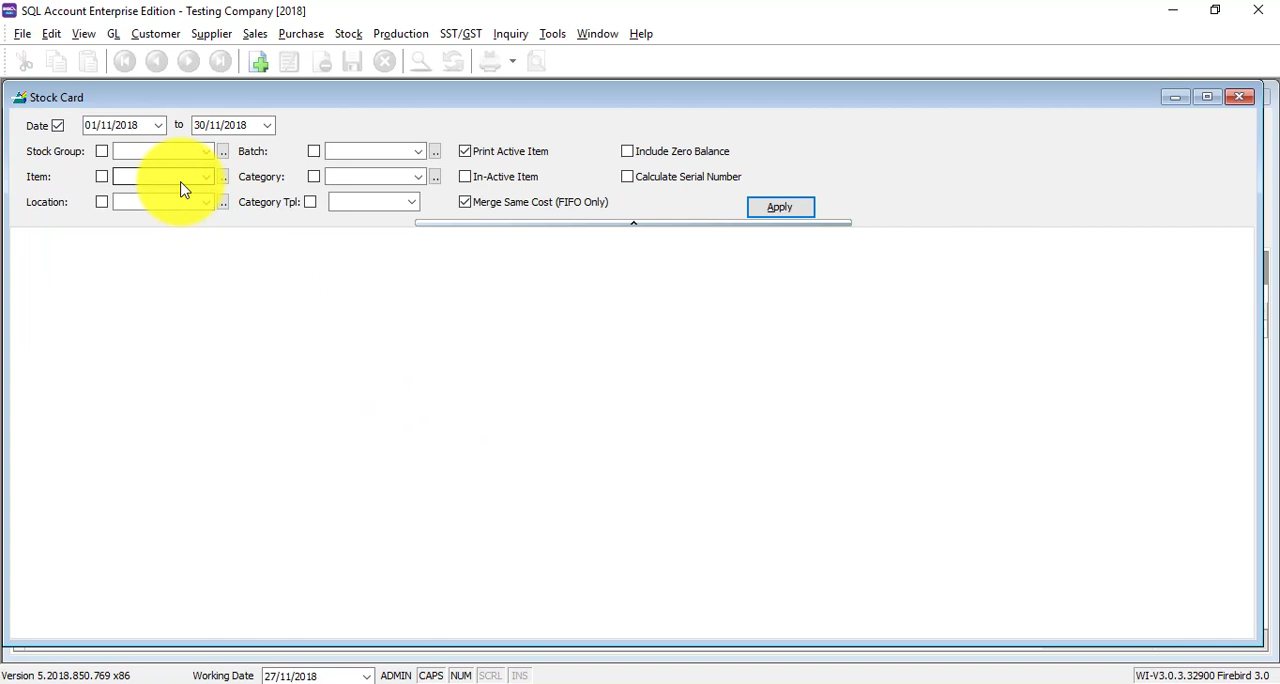 SQL Account Enterprise Edition - Testing Company [2018]
File Edit View GL Customer Supplier Sales Purchase Stock Production SST/GST Inquiry Tools Window Help
Stock Card
Date 01/11/2018 to 30/11/2018
Stock Group: .. Batch: .. Print Active Item Include Zero Balance
Item: .. Category: .. In-Active Item Calculate Serial Number
Location: .. Category Tpl: Merge Same Cost (FIFO Only) Apply
Version 5.2018.850.769 x86 Working Date 27/11/2018 ADMIN CAPS NUM SCRL INS WI-V3.0.3.32900 Firebird 3.0